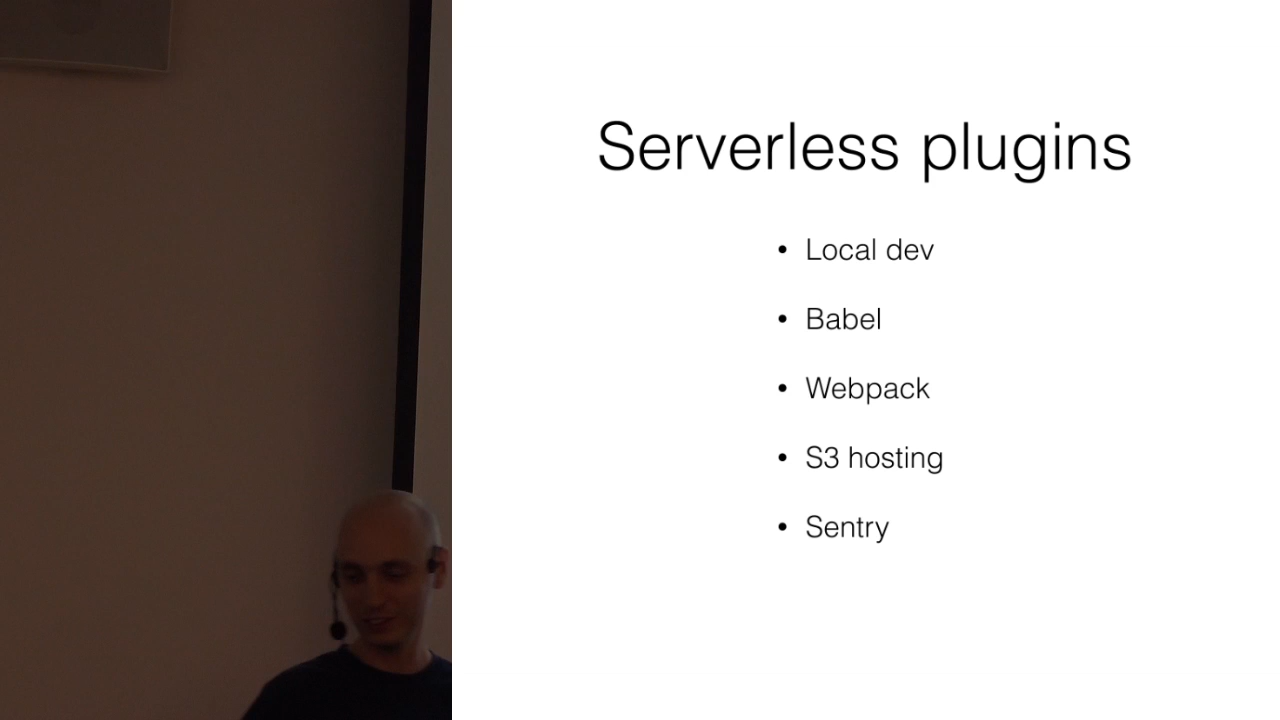 Serverless plugins
• Local dev
• Babel
• Webpack
• S3 hosting
• Sentry